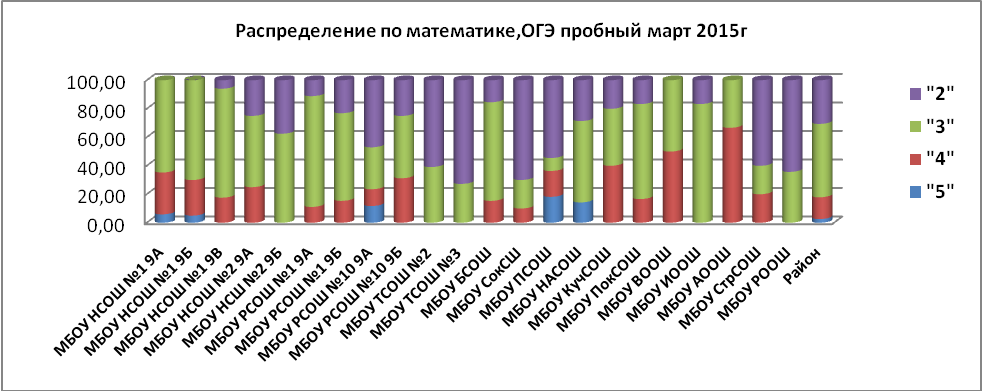 Распределение по математике,ОГЭ пробный март 2015г
100,00
80,00
60,00
40,00
20,00
0,00
"2"
"3"
"4"
"5"
МБОУ НСОШ №1 9А
МБОУ НСОШ №1 9Б
МБОУ НСОШ №1 9В
МБОУ НСОШ №2 9А
МБОУ НСШ №2 9Б
МБОУ РСОШ №1 9А
МБОУ РСОШ №1 9Б
МБОУ РСОШ №10 9А
МБОУ РСОШ №10 9Б
МБОУ ТСОШ №2
МБОУ ТСОШ №3
МБОУ БСОШ
МБОУ СокСШ
МБОУ ПСОШ
МБОУ НАСОШ
МБОУ КучСОШ
МБОУ ПокСОШ
МБОУ ВООШ
МБОУ ИООШ
МБОУ АООШ
МБОУ СтрСОШ
МБОУ РООШ
Район